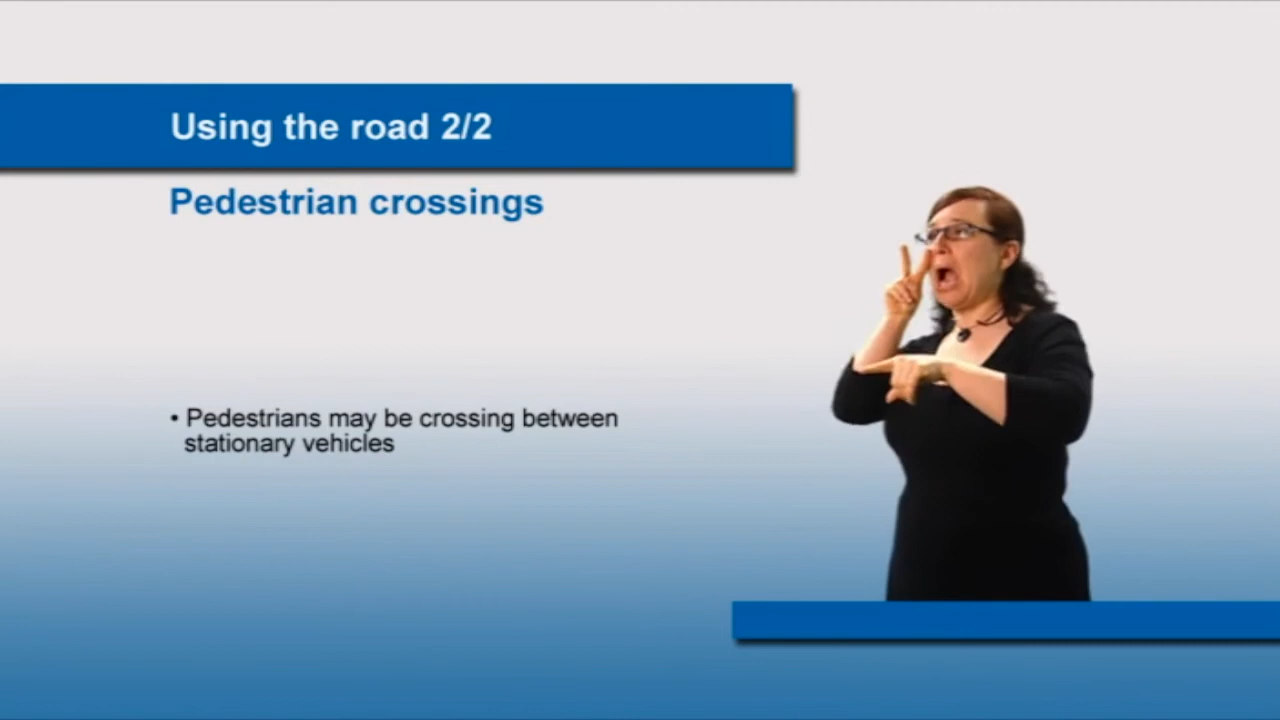 Using the road 2/2
Pedestrian crossings
• Pedestrians may be crossing between
stationary vehicles